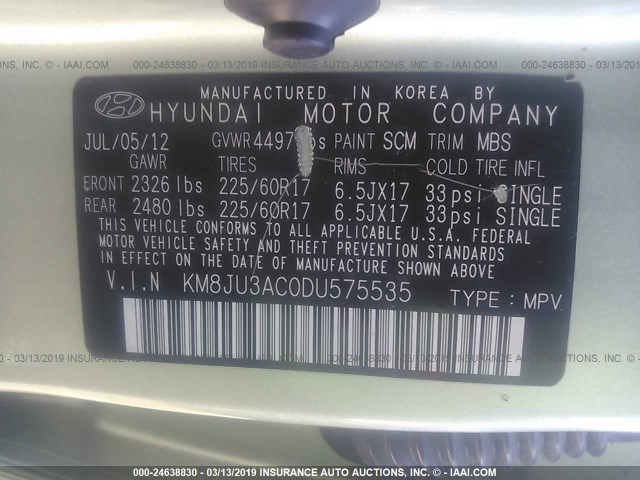 000-24638830 - 03/13/2019 INSURANCE AUTO AUCTIONS, INC. - IAAI.COM
MANUFACTURED IN KOREA BY
HYUNDAI MOTOR COMPANY
JUL/05/12 GVWR 4497 lbs PAINT SCM TRIM MBS
GAWR TIRES RIMS COLD TIRE INFL
FRONT 2326 lbs 225/60R17 6.5JX17 33 psi SINGLE
REAR 2480 lbs 225/60R17 6.5JX17 33 psi SINGLE
THIS VEHICLE CONFORMS TO ALL APPLICABLE U.S.A. FEDERAL
MOTOR VEHICLE SAFETY AND THEFT PREVENTION STANDARDS
IN EFFECT ON THE DATE OF MANUFACTURE SHOWN ABOVE
V.I.N KM8JU3AC0DU575535 TYPE : MPV
000-24638830 - 03/13/2019 INSURANCE AUTO AUCTIONS, INC. - IAAI.COM